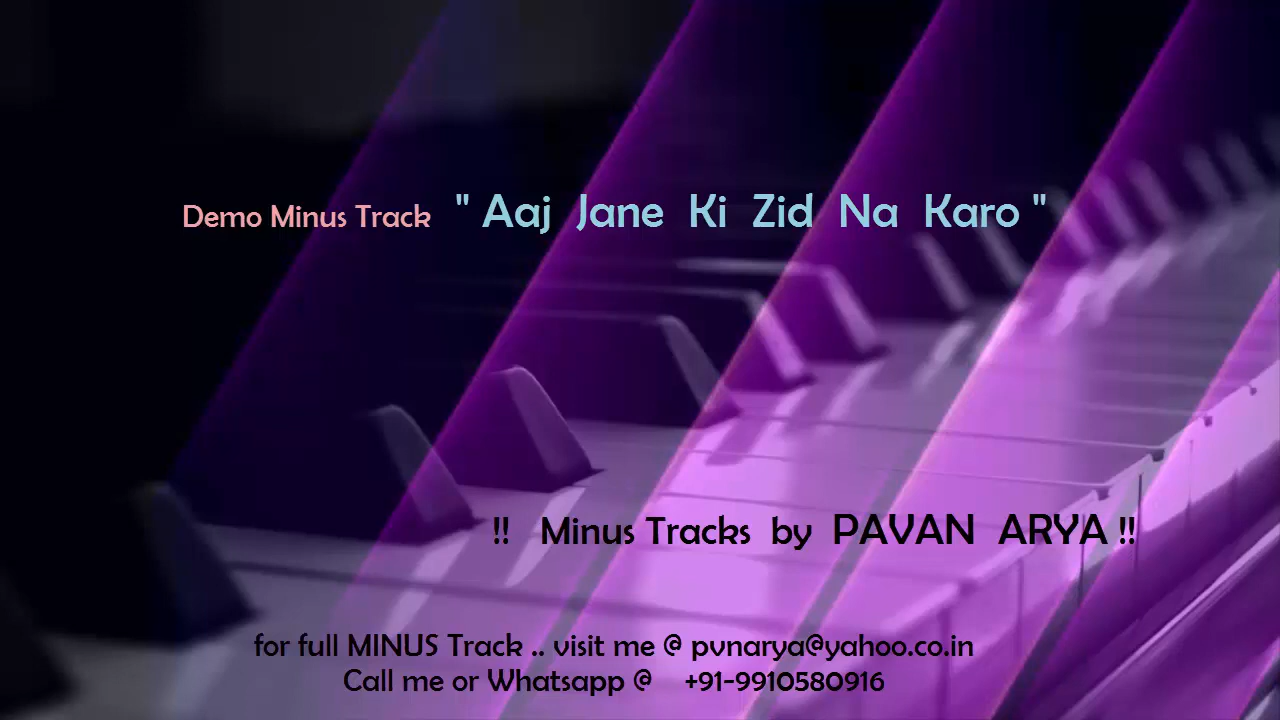 Demo Minus Track " Aaj Jane Ki Zid Na Karo "
!! Minus Tracks by PAVAN ARYA !!
for full MINUS Track .. visit me @ pvnarya@yahoo.co.in
Call me or Whatsapp @ +91-9910580916